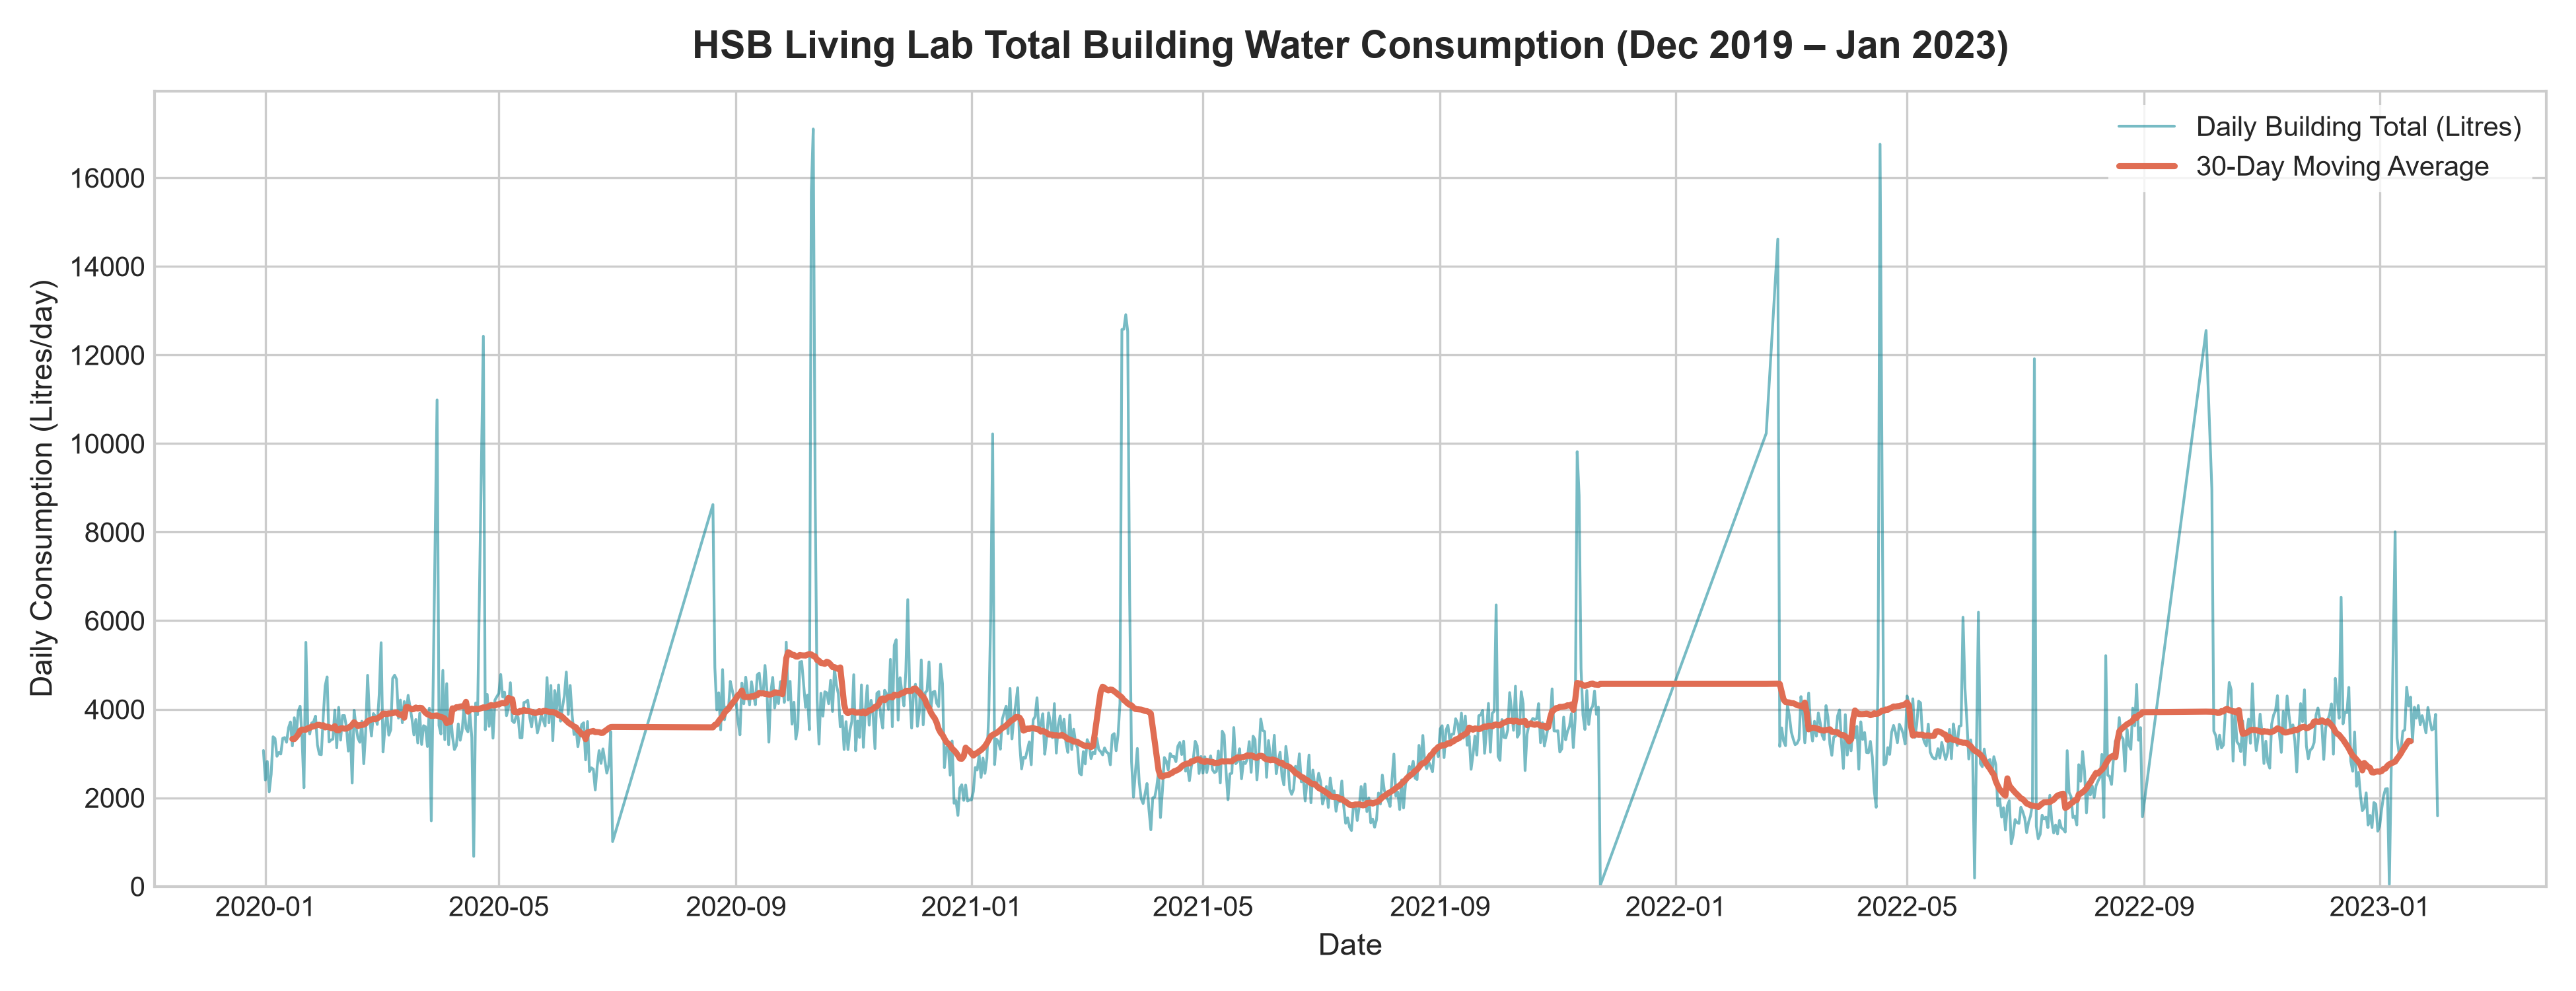 HSB Living Lab Total Building Water Consumption (Dec 2019 – Jan 2023)
Daily Building Total (Litres)
30-Day Moving Average
Daily Consumption (Litres/day)
16000
14000
12000
10000
8000
6000
4000
2000
0
2020-01 2020-05 2020-09 2021-01 2021-05 2021-09 2022-01 2022-05 2022-09 2023-01
Date